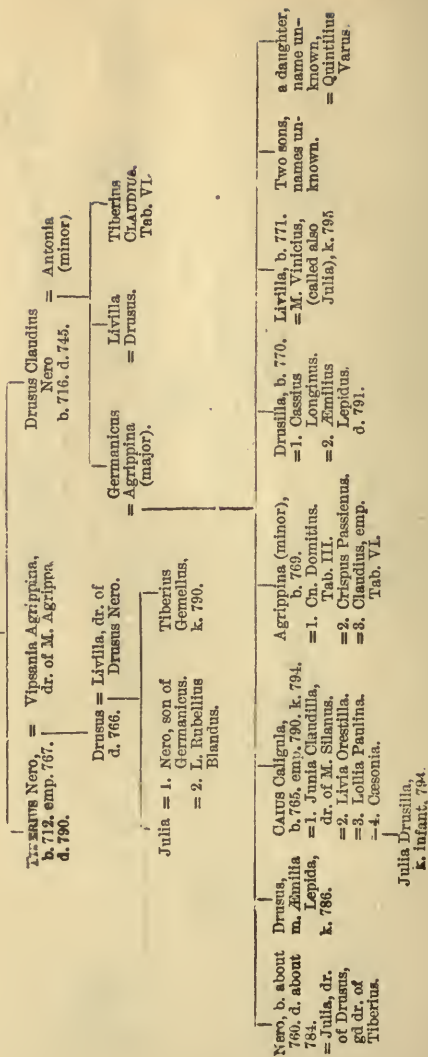 TIBERIUS Nero,
b. 712. emp. 767.
d. 790.
= Vipsania Agrippina,
dr. of M. Agrippa
Drusus Claudius
Nero
b. 716. d. 745.
= Antonia
(minor)
Drusus = Livilla, dr. of
d. 766. Drusus Nero.
Germanicus
= Agrippina
(major).
Livilla
= Drusus.
Tiberius
CLAUDIUS.
Tab. VI.
Julia = 1. Nero, son of
Germanicus.
= 2. L. Rubellius
Blandus.
Tiberius
Gemellus,
k. 790.
Nero, b. about
760. d. about
784.
= Julia, dr.
of Drusus,
gd dr. of
Tiberius.
Drusus,
m. Æmilia
Lepida,
k. 786.
CAIUS Caligula,
b. 765, emp. 790. k. 794.
=1. Junia Claudilla,
dr. of M. Silanus.
=2. Livia Orestilla.
=3. Lollia Paulina.
=4. Cæsonia.
Julia Drusilla,
k. infant, 794.
Agrippina (minor),
b. 769.
=1. Cn. Domitius.
Tab. III.
=2. Crispus Passienus.
=3. Claudius, emp.
Tab. VI.
Drusilla, b. 770.
=1. Cassius
Longinus.
=2. Æmilius
Lepidus.
d. 791.
Livilla, b. 771.
= M. Vinicius,
(called also
Julia), k. 795
Two sons,
names un-
known.
a daughter,
name un-
known,
= Quintilius
Varus.